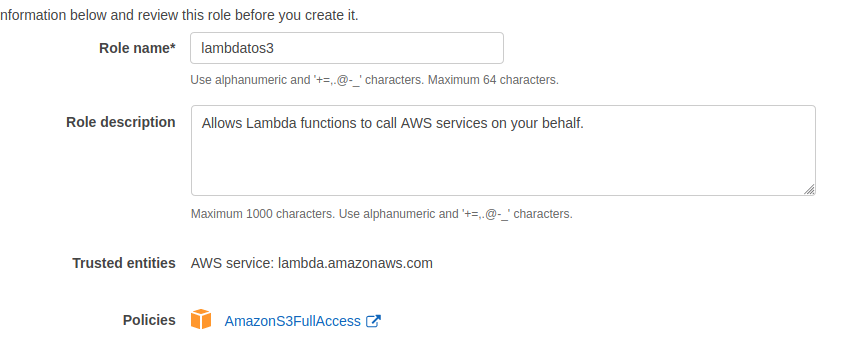 nformation below and review this role before you create it.
Role name* lambdatos3
Use alphanumeric and '+=,.@-_' characters. Maximum 64 characters.
Role description Allows Lambda functions to call AWS services on your behalf.
Maximum 1000 characters. Use alphanumeric and '+=,.@-_' characters.
Trusted entities AWS service: lambda.amazonaws.com
Policies AmazonS3FullAccess